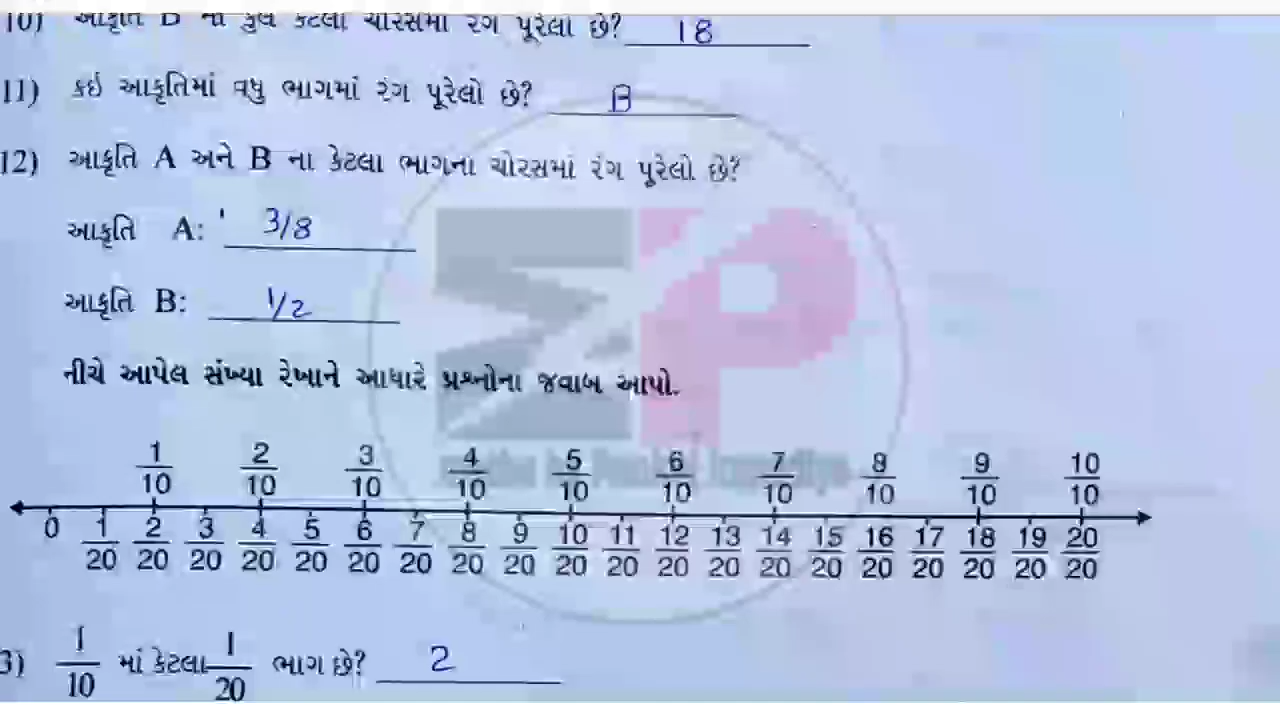 10) આકૃતિ B ના કુલ કેટલા ચોરસમાં રંગ પૂરેલા છે? 18
11) કઇ આકૃતિમાં વધુ ભાગમાં રંગ પૂરેલો છે? B
12) આકૃતિ A અને B ના કેટલા ભાગના ચોરસમાં રંગ પૂરેલો છે?
આકૃતિ A: 3/8
આકૃતિ B: 1/2
નીચે આપેલ સંખ્યા રેખાને આધારે પ્રશ્નોના જવાબ આપો.
1/10 2/10 3/10 4/10 5/10 6/10 7/10 8/10 9/10 10/10
0 1/20 2/20 3/20 4/20 5/20 6/20 7/20 8/20 9/20 10/20 11/20 12/20 13/20 14/20 15/20 16/20 17/20 18/20 19/20 20/20
3) 1/10 માં કેટલા 1/20 ભાગ છે? 2